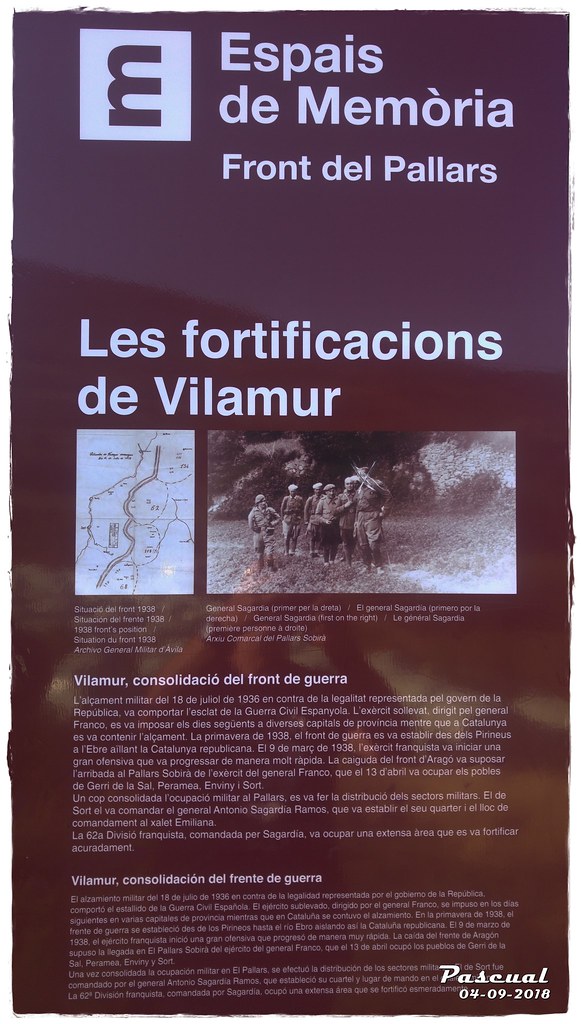 m
Espais
de Memòria
Front del Pallars
Les fortificacions
de Vilamur
Situació del front 1938 /
Situación del frente 1938 /
1938 front's position /
Situation du front 1938
Archivo General Militar d'Àvila
General Sagardia (primer per la dreta) / El general Sagardía (primero por la
derecha) / General Sagardia (first on the right) / Le général Sagardia
(première personne à droite)
Arxiu Comarcal del Pallars Sobirà
Vilamur, consolidació del front de guerra
L'alçament militar del 18 de juliol de 1936 en contra de la legalitat representada pel govern de la
República, va comportar l'esclat de la Guerra Civil Espanyola. L'exèrcit sollevat, dirigit pel general
Franco, es va imposar els dies següents a diverses capitals de província mentre que a Catalunya
es va contenir l'alçament. La primavera de 1938, el front de guerra es va establir des dels Pirineus
a l'Ebre aïllant la Catalunya republicana. El 9 de març de 1938, l'exèrcit franquista va iniciar una
gran ofensiva que va progressar de manera molt ràpida. La caiguda del front d'Aragó va suposar
l'arribada al Pallars Sobirà de l'exèrcit del general Franco, que el 13 d'abril va ocupar els pobles
de Gerri de la Sal, Peramea, Enviny i Sort.
Un cop consolidada l'ocupació militar al Pallars, es va fer la distribució dels sectors militars. El de
Sort el va comandar el general Antonio Sagardía Ramos, que va establir el seu quarter i el lloc de
comandament al xalet Emiliana.
La 62a Divisió franquista, comandada per Sagardía, va ocupar una extensa àrea que es va fortificar
acuradament.
Vilamur, consolidación del frente de guerra
El alzamiento militar del 18 de julio de 1936 en contra de la legalidad representada por el gobierno de la República,
comportó el estallido de la Guerra Civil Española. El ejército sublevado, dirigido por el general Franco, se impuso en los días
siguientes en varias capitales de provincia mientras que en Cataluña se contuvo el alzamiento. En la primavera de 1938, el
frente de guerra se estableció des de los Pirineos hasta el río Ebro aislando así la Cataluña republicana. El 9 de marzo de
1938, el ejército franquista inició una gran ofensiva que progresó de manera muy rápida. La caída del frente de Aragón
supuso la llegada en El Pallars Sobirà del ejército del general Franco, que el 13 de abril ocupó los pueblos de Gerri de la
Sal, Peramea, Enviny y Sort.
Una vez consolidada la ocupación militar en El Pallars, se efectuó la distribución de los sectores de Sort fue
comandado por el general Antonio Sagardía Ramos, que estableció su cuartel y lugar de mando en el
La 62ª División franquista, comandada por Sagardía, ocupó una extensa área que se fortificó
Pascual
04-09-2018